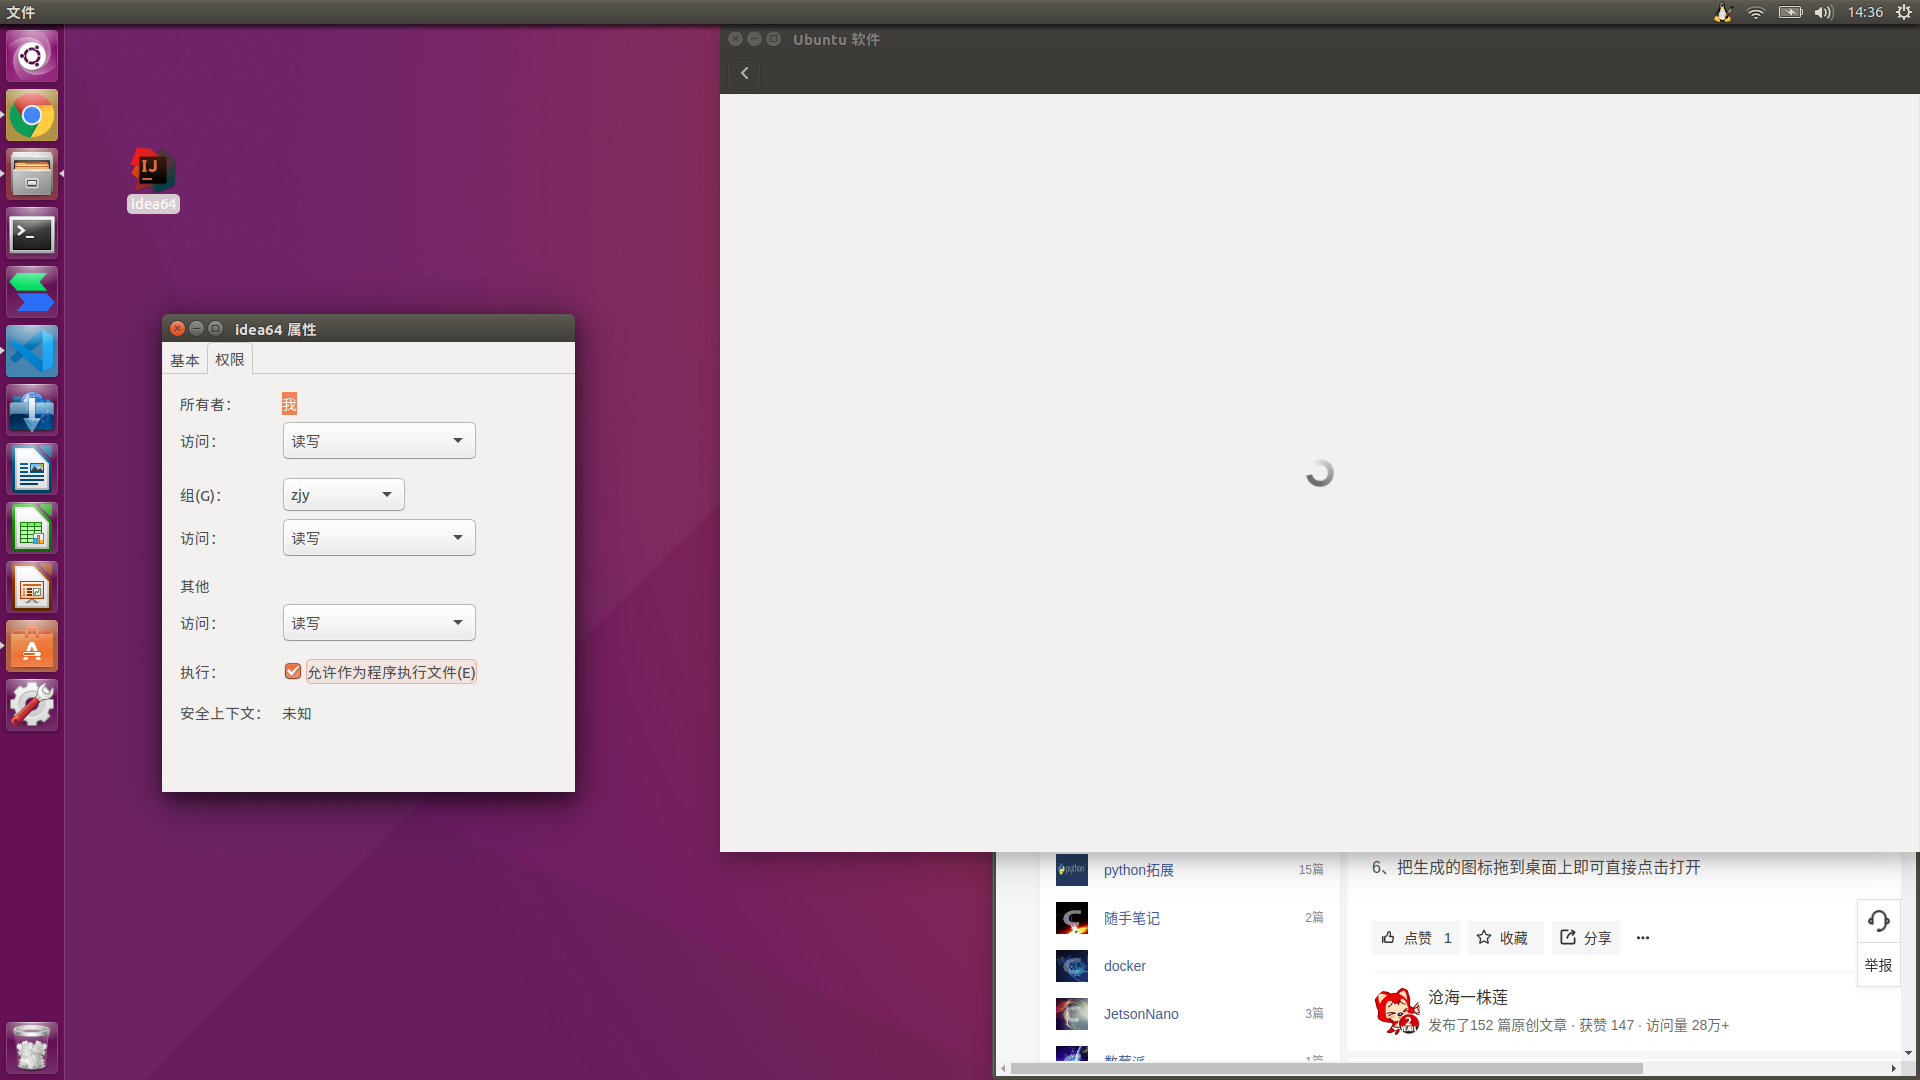 文件
14:36
Ubuntu 软件
IJ
idea64
idea64 属性
基本 权限
所有者： 我
访问： 读写
组(G)： zjy
访问： 读写
其他
访问： 读写
执行： 允许作为程序执行文件(E)
安全上下文： 未知
python拓展 15篇
随手笔记 2篇
docker
JetsonNano 3篇
数莓派 1篇
6、把生成的图标拖到桌面上即可直接点击打开
点赞 1 收藏 分享
举报
沧海一株莲
发布了152 篇原创文章 · 获赞 147 · 访问量 28万+